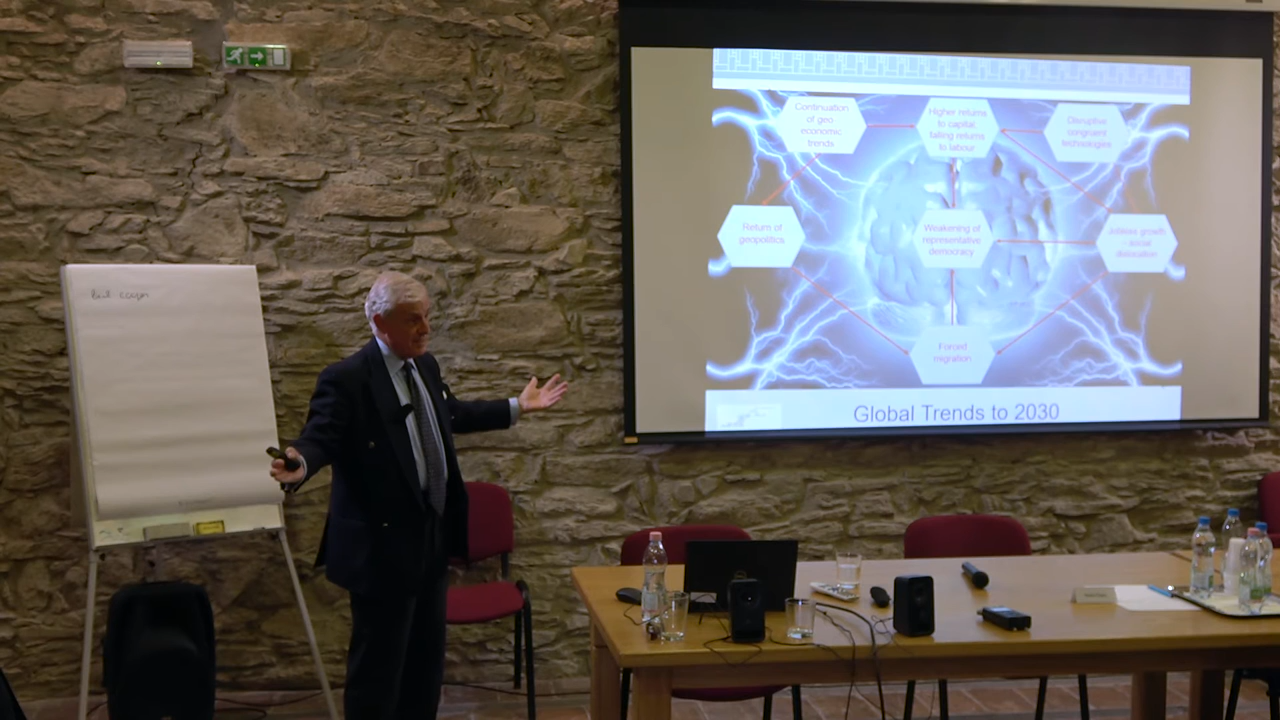 Continuation
of geo
economic
trends
Higher returns
to capital:
falling returns
to labour
Disruptive
congruent
technologies
Return of
geopolitics
Weakening of
representative
democracy
Jobless growth
- social
dislocation
Forced
migration
Global Trends to 2030